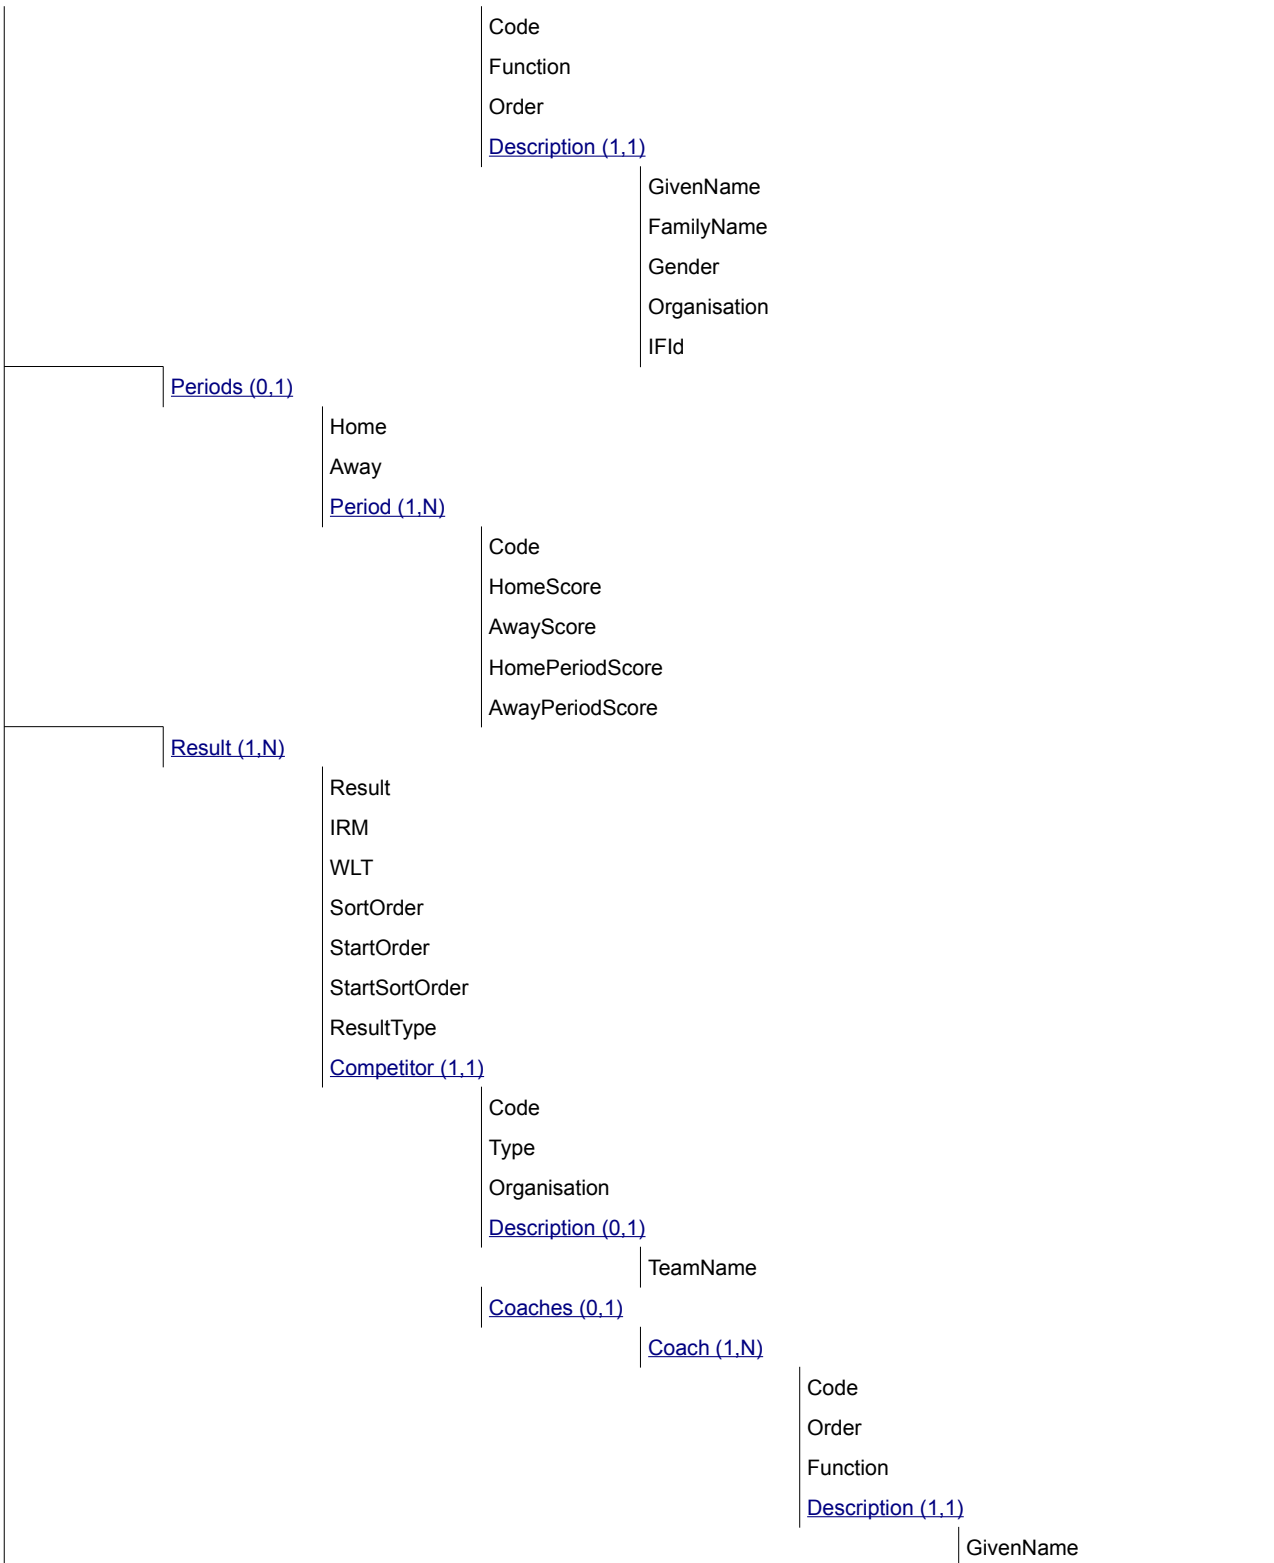 Code
Function
Order
Description (1,1)
GivenName
FamilyName
Gender
Organisation
IFId
Periods (0,1)
Home
Away
Period (1,N)
Code
HomeScore
AwayScore
HomePeriodScore
AwayPeriodScore
Result (1,N)
Result
IRM
WLT
SortOrder
StartOrder
StartSortOrder
ResultType
Competitor (1,1)
Code
Type
Organisation
Description (0,1)
TeamName
Coaches (0,1)
Coach (1,N)
Code
Order
Function
Description (1,1)
GivenName